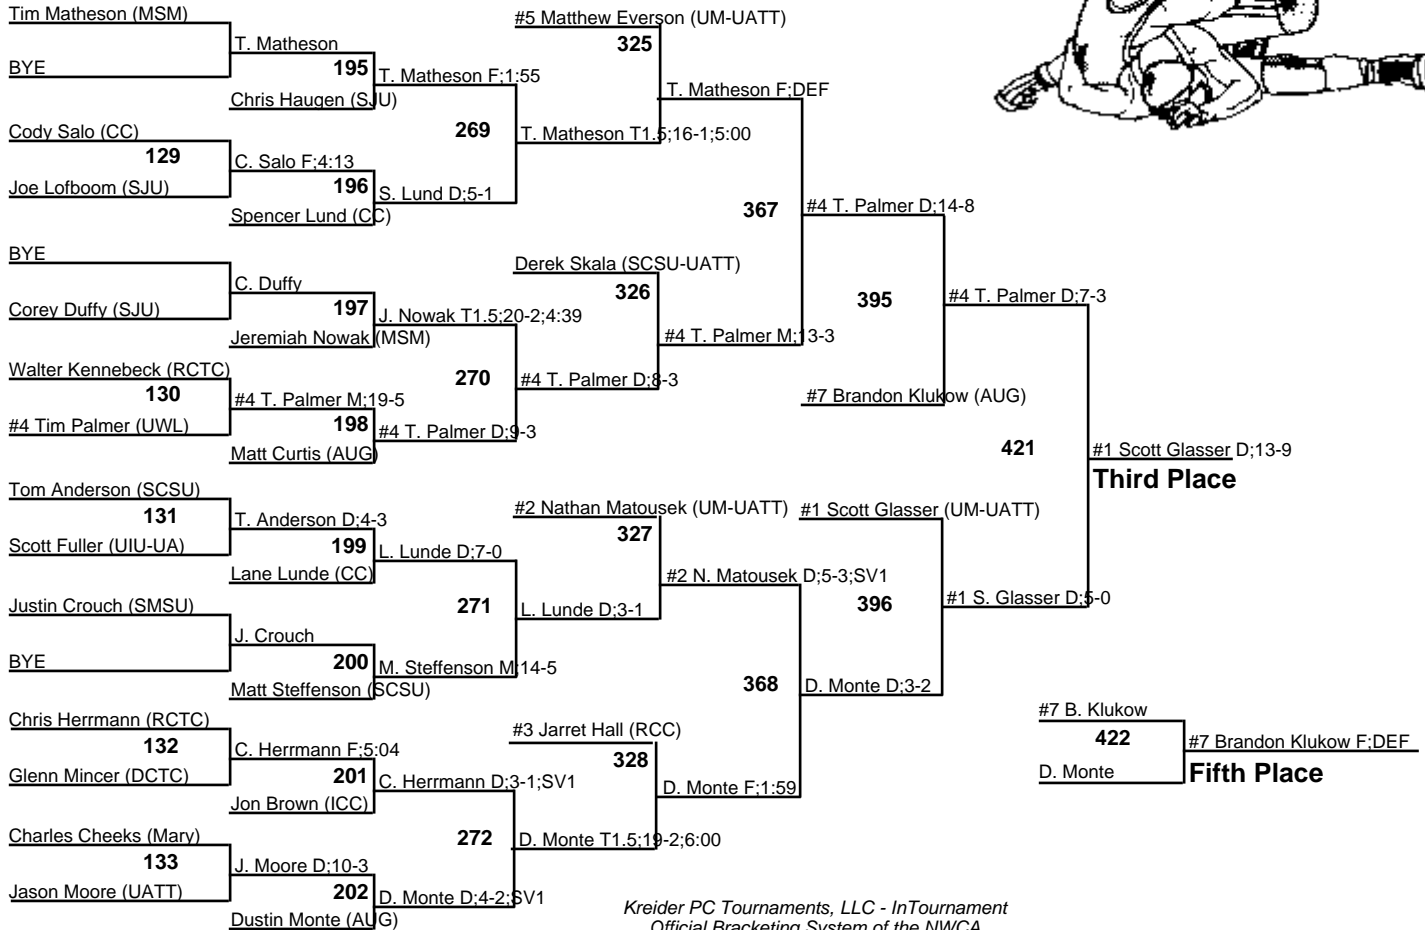 Tim Matheson (MSM)
BYE
T. Matheson
195
Chris Haugen (SJU)
T. Matheson F;1:55
Cody Salo (CC)
129
Joe Lofboom (SJU)
C. Salo F;4:13
196
Spencer Lund (CC)
S. Lund D;5-1
269
T. Matheson T1.5;16-1;5:00
#5 Matthew Everson (UM-UATT)
325
T. Matheson F;DEF
BYE
Corey Duffy (SJU)
C. Duffy
197
Jeremiah Nowak (MSM)
J. Nowak T1.5;20-2;4:39
Walter Kennebeck (RCTC)
130
#4 Tim Palmer (UWL)
#4 T. Palmer M;19-5
198
Matt Curtis (AUG)
#4 T. Palmer D;9-3
270
#4 T. Palmer D;8-3
Derek Skala (SCSU-UATT)
326
#4 T. Palmer M;13-3
367
#4 T. Palmer D;14-8
395
#7 Brandon Klukow (AUG)
#4 T. Palmer D;7-3
421
#1 Scott Glasser D;13-9
Third Place
Tom Anderson (SCSU)
131
Scott Fuller (UIU-UA)
T. Anderson D;4-3
199
Lane Lunde (CC)
L. Lunde D;7-0
Justin Crouch (SMSU)
BYE
J. Crouch
200
Matt Steffenson (SCSU)
M. Steffenson M;14-5
271
L. Lunde D;3-1
#2 Nathan Matousek (UM-UATT)
327
#2 N. Matousek D;5-3;SV1
#1 Scott Glasser (UM-UATT)
396
#1 S. Glasser D;5-0
368
D. Monte D;3-2
Chris Herrmann (RCTC)
132
Glenn Mincer (DCTC)
C. Herrmann F;5:04
201
Jon Brown (ICC)
C. Herrmann D;3-1;SV1
Charles Cheeks (Mary)
133
Jason Moore (UATT)
J. Moore D;10-3
202
Dustin Monte (AUG)
D. Monte D;4-2;SV1
272
D. Monte T1.5;19-2;6:00
#3 Jarret Hall (RCC)
328
D. Monte F;1:59
#7 B. Klukow
422
D. Monte
#7 Brandon Klukow F;DEF
Fifth Place
Kreider PC Tournaments, LLC - InTournament
Official Bracketing System of the NWCA